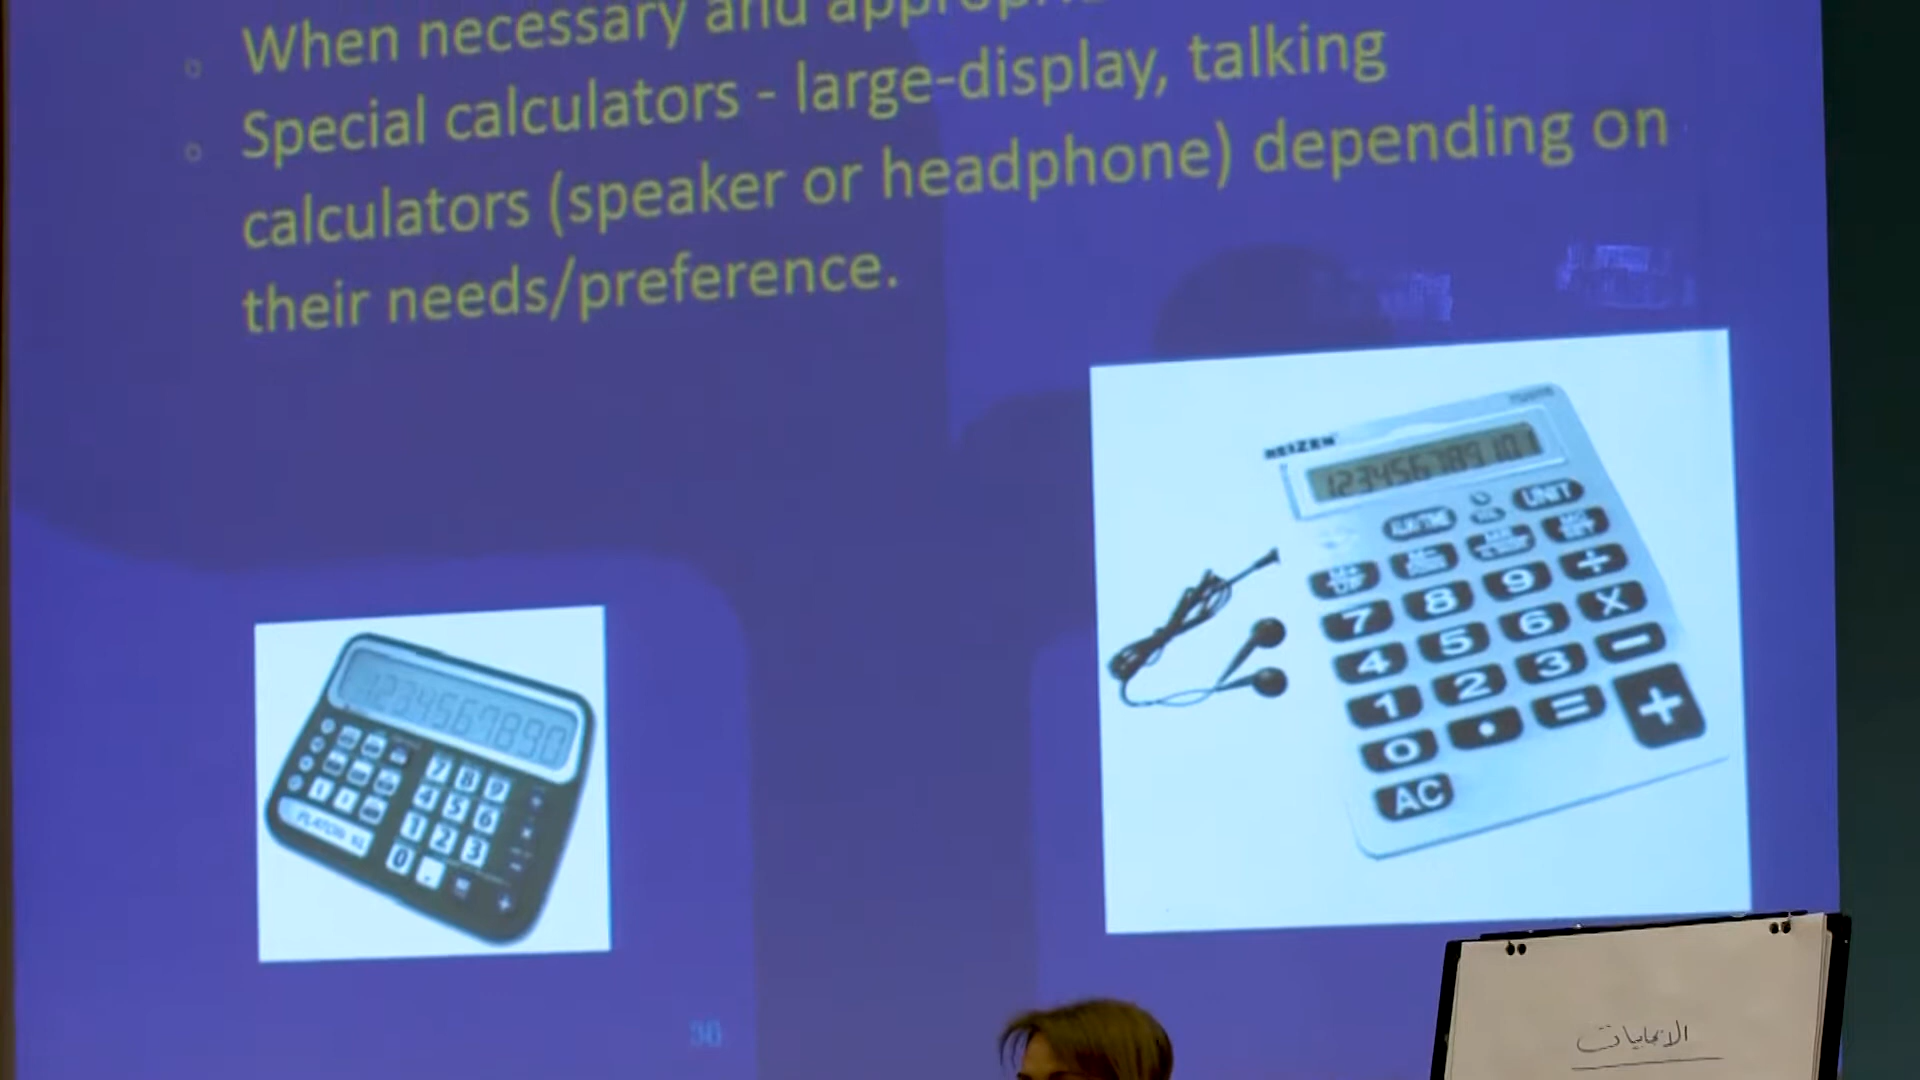 When necessary and
Special calculators - large-display, talking
calculators (speaker or headphone) depending on
their needs/preference.
1234567890
7 8 9
4 5 6
1 2 3
0 .
+
HEIZEN
123456789101
UNIT
7 8 9 ÷
4 5 6 X
1 2 3 -
0 . = +
AC